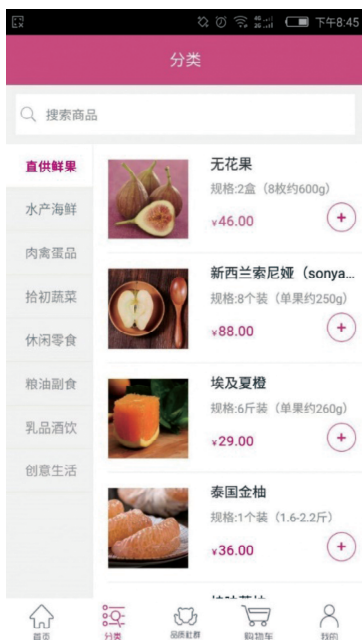 下午8:45
分类
搜索商品
直供鲜果
水产海鲜
肉禽蛋品
拾初蔬菜
休闲零食
粮油副食
乳品酒饮
创意生活
无花果
规格:2盒（8枚约600g）
¥46.00
新西兰索尼娅（sonya...
规格:8个装（单果约250g）
¥88.00
埃及夏橙
规格:6斤装（单果约260g）
¥29.00
泰国金柚
规格:1个装（1.6-2.2斤）
¥36.00
首页
分类
品质社群
购物车
我的